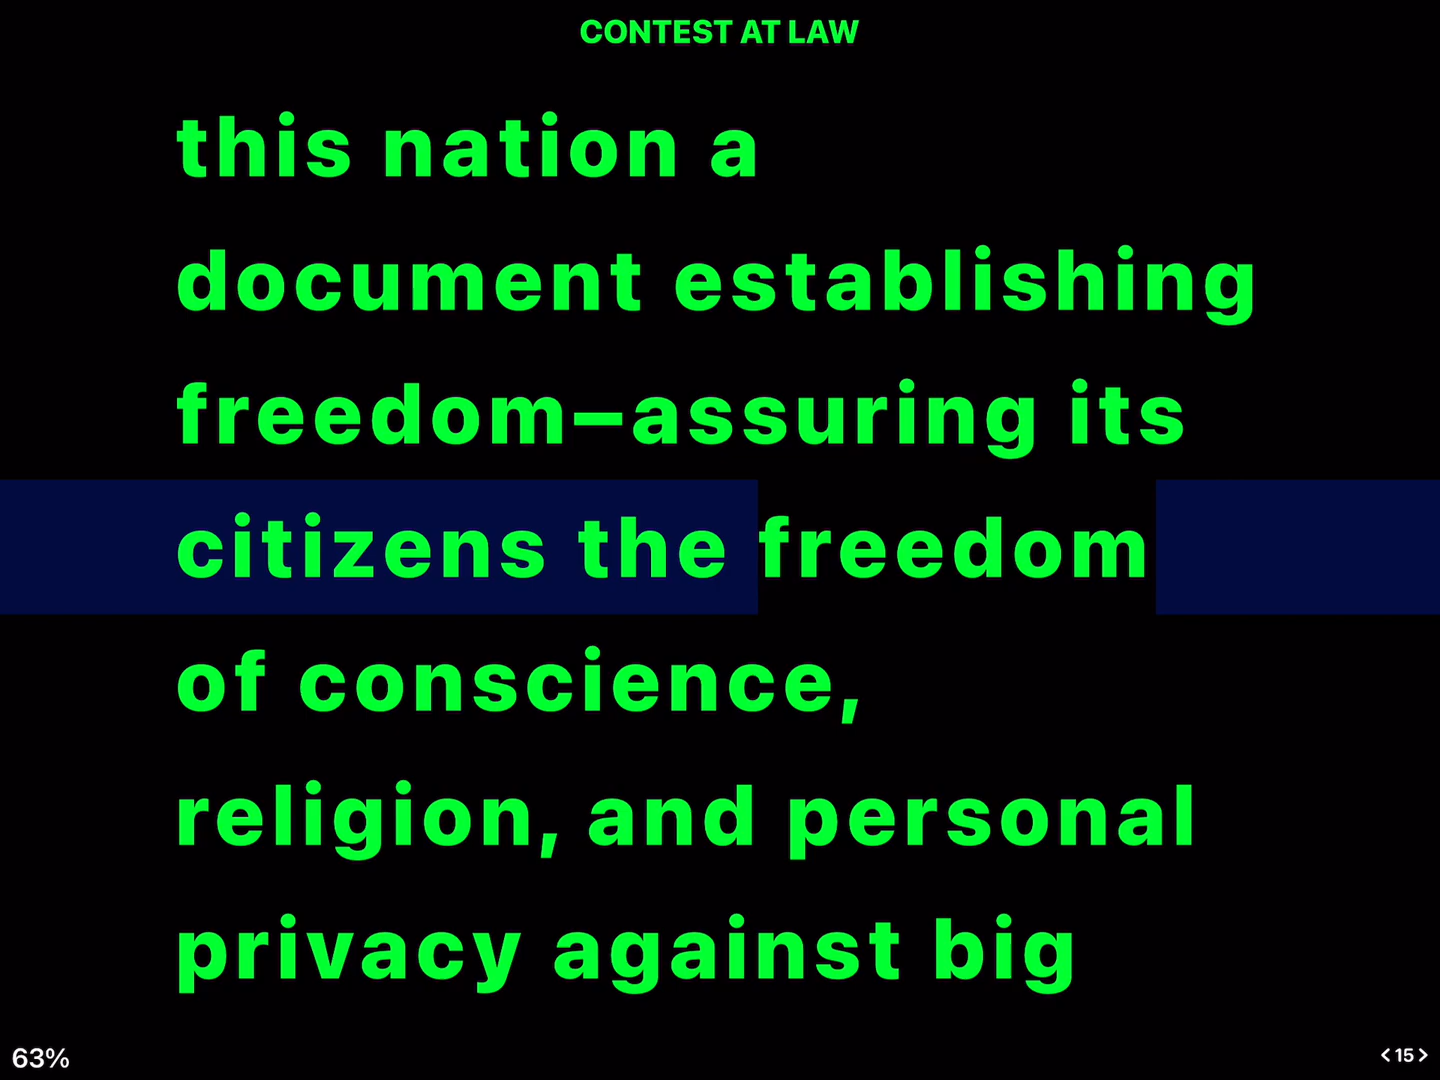 CONTEST AT LAW
this nation a
document establishing
freedom—assuring its
citizens the freedom
of conscience,
religion, and personal
privacy against big
63%
<15>